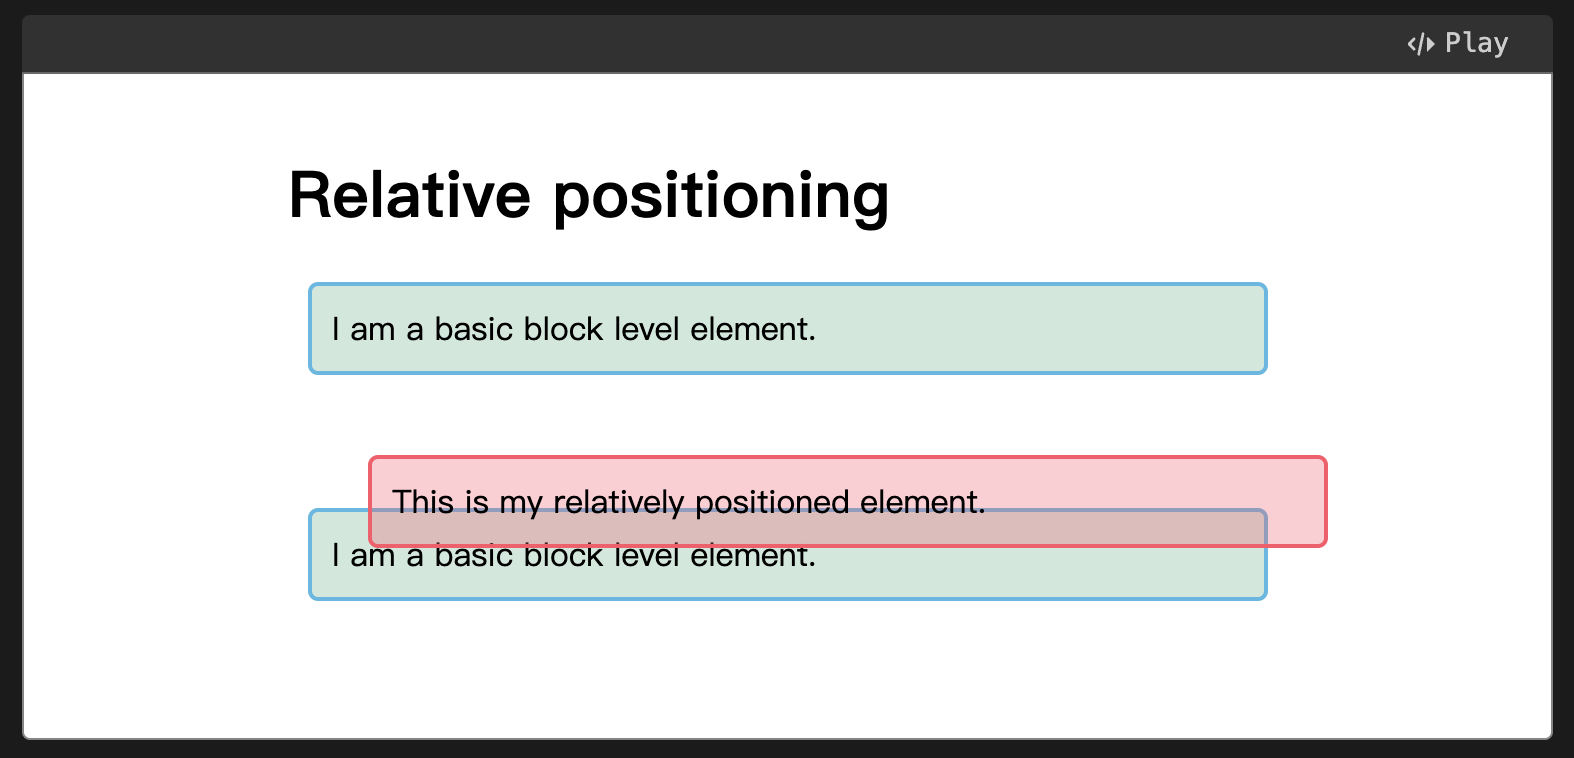 Play
Relative positioning
I am a basic block level element.
This is my relatively positioned element.
I am a basic block level element.